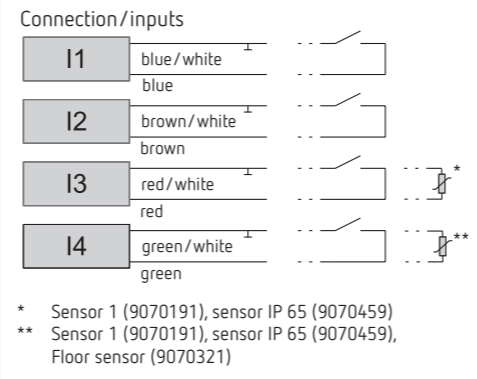 Connection/inputs
I1
blue/white
blue
I2
brown/white
brown
I3
red/white
red
*
I4
green/white
green
**
* Sensor 1 (9070191), sensor IP 65 (9070459)
** Sensor 1 (9070191), sensor IP 65 (9070459),
Floor sensor (9070321)